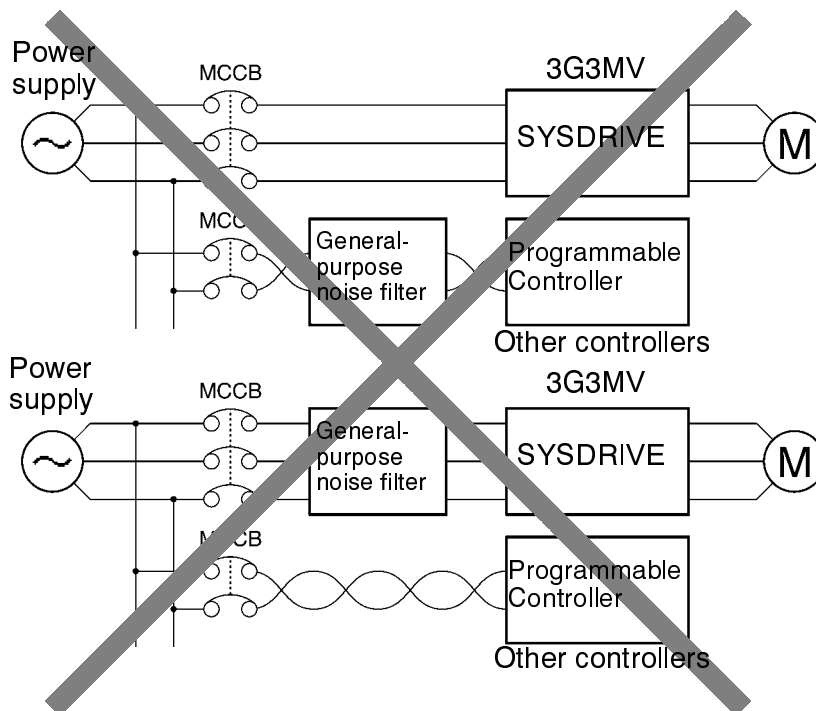 Power
supply
MCCB
3G3MV
SYSDRIVE
M
MCCB
General-
purpose
noise filter
Programmable
Controller
Other controllers
Power
supply
MCCB
3G3MV
General-
purpose
noise filter
SYSDRIVE
M
MCCB
Programmable
Controller
Other controllers